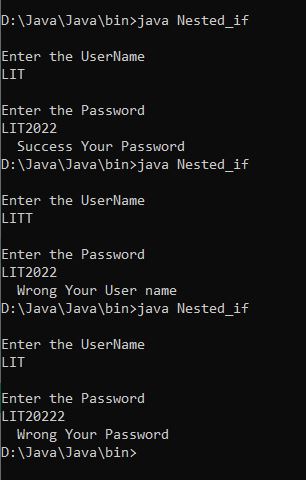 D:\Java\Java\bin>java Nested_if
Enter the UserName
LIT
Enter the Password
LIT2022
Success Your Password
D:\Java\Java\bin>java Nested_if
Enter the UserName
LITT
Enter the Password
LIT2022
Wrong Your User name
D:\Java\Java\bin>java Nested_if
Enter the UserName
LIT
Enter the Password
LIT20222
Wrong Your Password
D:\Java\Java\bin>